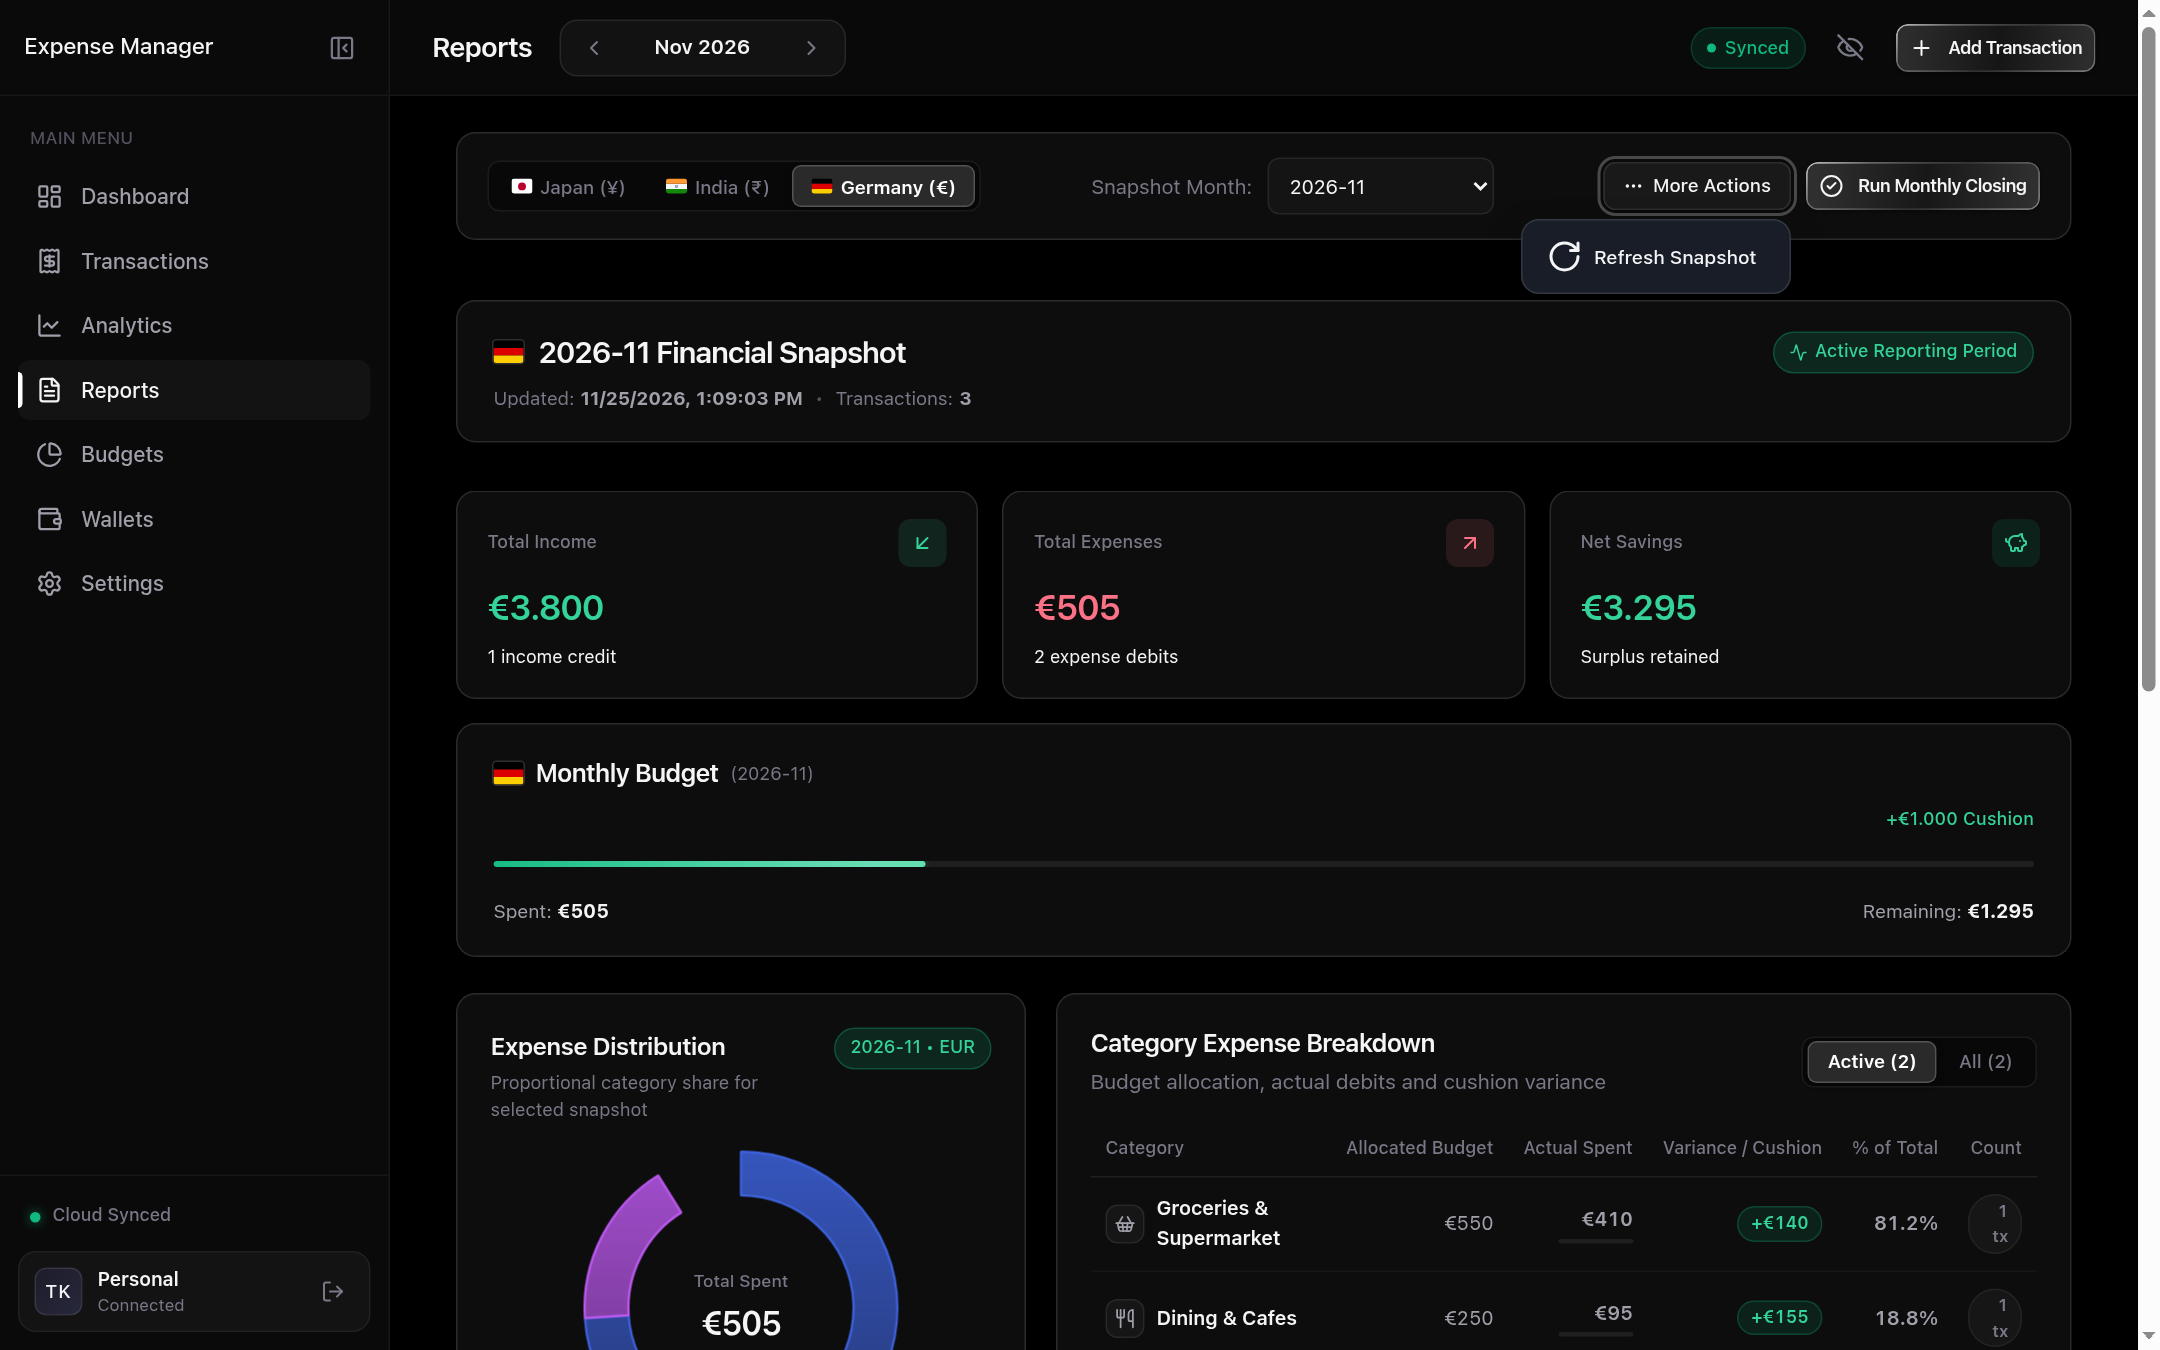 Expense Manager
Reports
Nov 2026
Synced
Add Transaction
MAIN MENU
Dashboard
Transactions
Analytics
Reports
Budgets
Wallets
Settings
Cloud Synced
TK
Personal
Connected
Japan (¥)
India (₹)
Germany (€)
Snapshot Month:
2026-11
More Actions
Run Monthly Closing
Refresh Snapshot
2026-11 Financial Snapshot
Active Reporting Period
Updated: 11/25/2026, 1:09:03 PM • Transactions: 3
Total Income
€3.800
1 income credit
Total Expenses
€505
2 expense debits
Net Savings
€3.295
Surplus retained
Monthly Budget (2026-11)
+€1.000 Cushion
Spent: €505
Remaining: €1.295
Expense Distribution
2026-11 • EUR
Proportional category share for
selected snapshot
Total Spent
€505
Category Expense Breakdown
Budget allocation, actual debits and cushion variance
Active (2)
All (2)
Category Allocated Budget Actual Spent Variance / Cushion % of Total Count
Groceries &
Supermarket
€550 €410 +€140 81.2% 1
tx
Dining & Cafes €250 €95 +€155 18.8% 1
tx